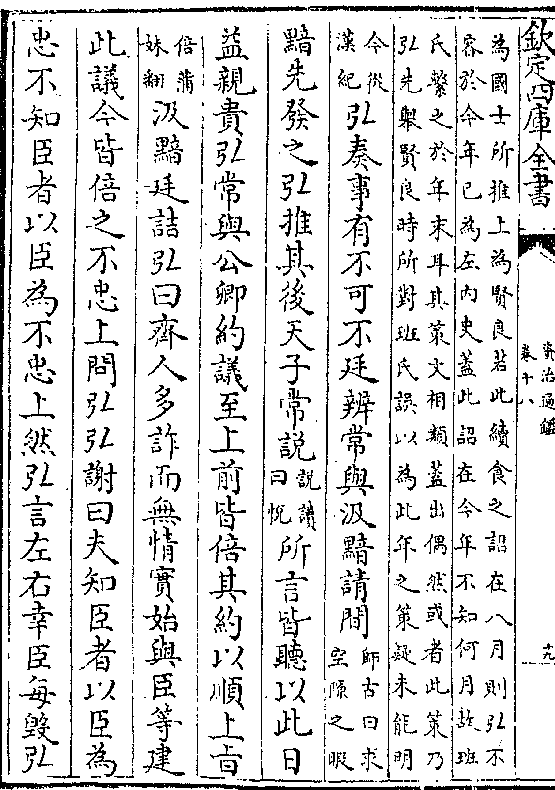 欽定四庫全書
資治通鑑
卷十八
十九
為國士所推上為賢良若此續食之詔在八月則弘不
容於今年已為左內史蓋此詔在今年不知何月故班
氏繫之於年末耳其策文相類蓋出偶然或者此策乃
弘先舉賢良時所對班氏誤以為此年之策疑未能明
今從漢紀弘奏事有不可不廷辨常與汲黯請間師古曰求空隙之暇
黯先發之弘推其後天子常説説讀曰悅所言皆聽以此日
益親貴弘常與公卿約議至上前皆倍其約以順上㫖
倍蒲妹翻汲黯廷詰弘曰齊人多詐而無情實始與臣等建
此議今皆倍之不忠上問弘弘謝曰夫知臣者以臣為
忠不知臣者以臣為不忠上然弘言左右幸臣每毀弘